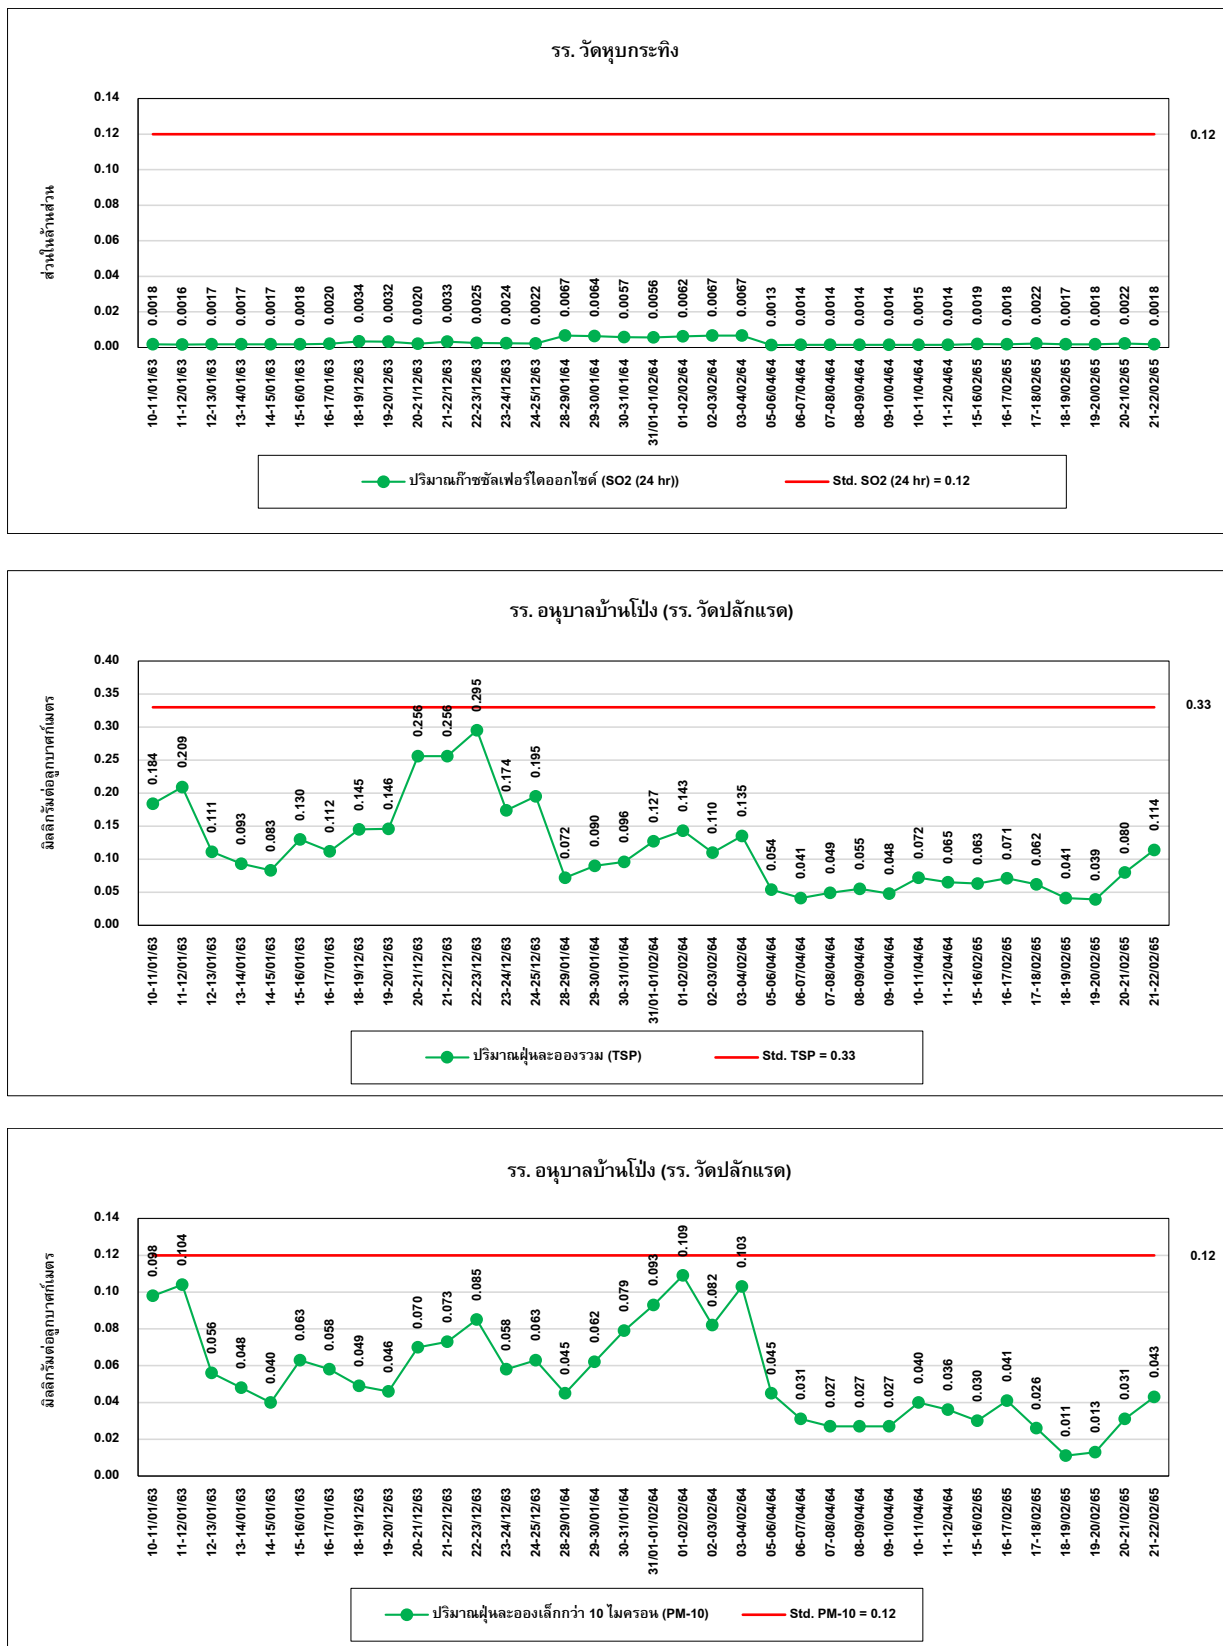 รร. วัดหุบกระทิง
ส่วนในล้านส่วน
0.14
0.12
0.10
0.08
0.06
0.04
0.02
0.00
0.12
0.0018 0.0016 0.0017 0.0017 0.0017 0.0018 0.0020 0.0034 0.0032 0.0020 0.0033 0.0025 0.0024 0.0022 0.0067 0.0064 0.0057 0.0056 0.0062 0.0067 0.0067 0.0013 0.0014 0.0014 0.0014 0.0014 0.0015 0.0014 0.0019 0.0018 0.0022 0.0017 0.0018 0.0022 0.0018
10-11/01/63 11-12/01/63 12-13/01/63 13-14/01/63 14-15/01/63 15-16/01/63 16-17/01/63 18-19/12/63 19-20/12/63 20-21/12/63 21-22/12/63 22-23/12/63 23-24/12/63 24-25/12/63 28-29/01/64 29-30/01/64 30-31/01/64 31/01-01/02/64 01-02/02/64 02-03/02/64 03-04/02/64 05-06/04/64 06-07/04/64 07-08/04/64 08-09/04/64 09-10/04/64 10-11/04/64 11-12/04/64 15-16/02/65 16-17/02/65 17-18/02/65 18-19/02/65 19-20/02/65 20-21/02/65 21-22/02/65
ปริมาณก๊าซซัลเฟอร์ไดออกไซด์ (SO2 (24 hr)) Std. SO2 (24 hr) = 0.12
รร. อนุบาลบ้านโป่ง (รร. วัดปลักแรด)
มิลลิกรัมต่อลูกบาศก์เมตร
0.40
0.35
0.30
0.25
0.20
0.15
0.10
0.05
0.00
0.33
0.184 0.209 0.111 0.093 0.083 0.130 0.112 0.145 0.146 0.256 0.256 0.295 0.174 0.195 0.072 0.090 0.096 0.127 0.143 0.110 0.135 0.054 0.041 0.049 0.055 0.048 0.072 0.065 0.063 0.071 0.062 0.041 0.039 0.080 0.114
10-11/01/63 11-12/01/63 12-13/01/63 13-14/01/63 14-15/01/63 15-16/01/63 16-17/01/63 18-19/12/63 19-20/12/63 20-21/12/63 21-22/12/63 22-23/12/63 23-24/12/63 24-25/12/63 28-29/01/64 29-30/01/64 30-31/01/64 31/01-01/02/64 01-02/02/64 02-03/02/64 03-04/02/64 05-06/04/64 06-07/04/64 07-08/04/64 08-09/04/64 09-10/04/64 10-11/04/64 11-12/04/64 15-16/02/65 16-17/02/65 17-18/02/65 18-19/02/65 19-20/02/65 20-21/02/65 21-22/02/65
ปริมาณฝุ่นละอองรวม (TSP) Std. TSP = 0.33
รร. อนุบาลบ้านโป่ง (รร. วัดปลักแรด)
มิลลิกรัมต่อลูกบาศก์เมตร
0.14
0.12
0.10
0.08
0.06
0.04
0.02
0.00
0.12
0.098 0.104 0.056 0.048 0.040 0.063 0.058 0.049 0.046 0.070 0.073 0.085 0.058 0.063 0.045 0.062 0.079 0.093 0.109 0.082 0.103 0.045 0.031 0.027 0.027 0.027 0.040 0.036 0.030 0.041 0.026 0.011 0.013 0.031 0.043
10-11/01/63 11-12/01/63 12-13/01/63 13-14/01/63 14-15/01/63 15-16/01/63 16-17/01/63 18-19/12/63 19-20/12/63 20-21/12/63 21-22/12/63 22-23/12/63 23-24/12/63 24-25/12/63 28-29/01/64 29-30/01/64 30-31/01/64 31/01-01/02/64 01-02/02/64 02-03/02/64 03-04/02/64 05-06/04/64 06-07/04/64 07-08/04/64 08-09/04/64 09-10/04/64 10-11/04/64 11-12/04/64 15-16/02/65 16-17/02/65 17-18/02/65 18-19/02/65 19-20/02/65 20-21/02/65 21-22/02/65
ปริมาณฝุ่นละอองเล็กกว่า 10 ไมครอน (PM-10) Std. PM-10 = 0.12